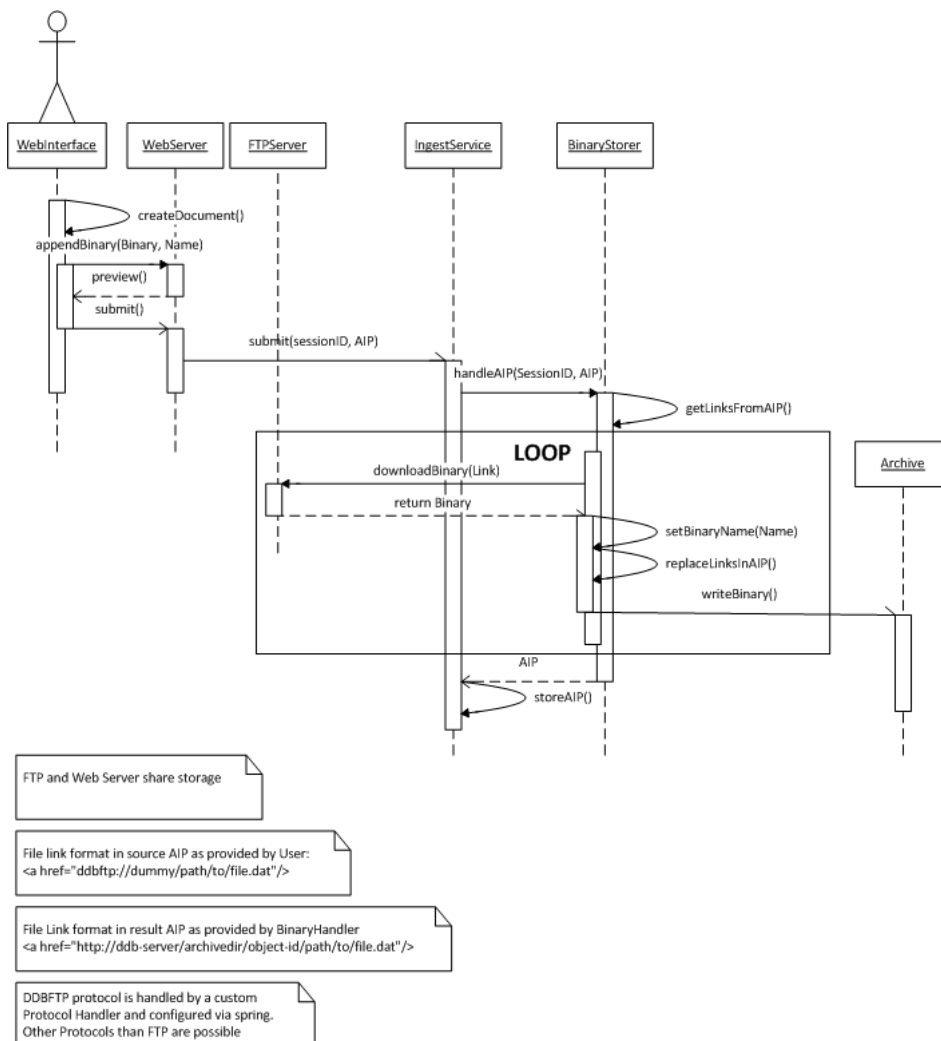 WebInterface
WebServer
FTPServer
IngestService
BinaryStorer
createDocument()
appendBinary(Binary, Name)
preview()
submit()
submit(sessionID, AIP)
handleAIP(SessionID, AIP)
getLinksFromAIP()
LOOP
Archive
downloadBinary(Link)
return Binary
setBinaryName(Name)
replaceLinksInAIP()
writeBinary()
AIP
storeAIP()
FTP and Web Server share storage
File link format in source AIP as provided by User:
<a href="ddbftp://dummy/path/to/file.dat"/>
File Link format in result AIP as provided by BinaryHandler
<a href="http://ddb-server/archivedir/object-id/path/to/file.dat"/>
DDBFTP protocol is handled by a custom
Protocol Handler and configured via spring.
Other Protocols than FTP are possible